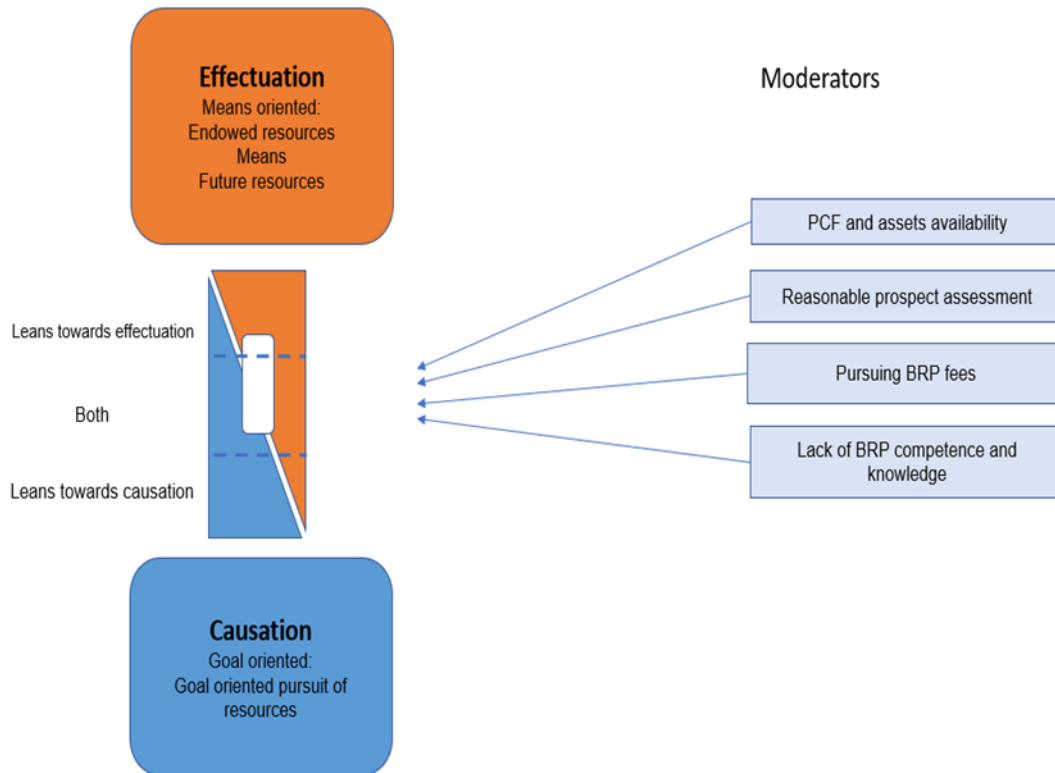 Effectuation
Means oriented:
Endowed resources
Means
Future resources
Moderators
PCF and assets availability
Reasonable prospect assessment
Leans towards effectuation
Pursuing BRP fees
Both
Lack of BRP competence and
knowledge
Leans towards causation
Causation
Goal oriented:
Goal oriented pursuit of
resources